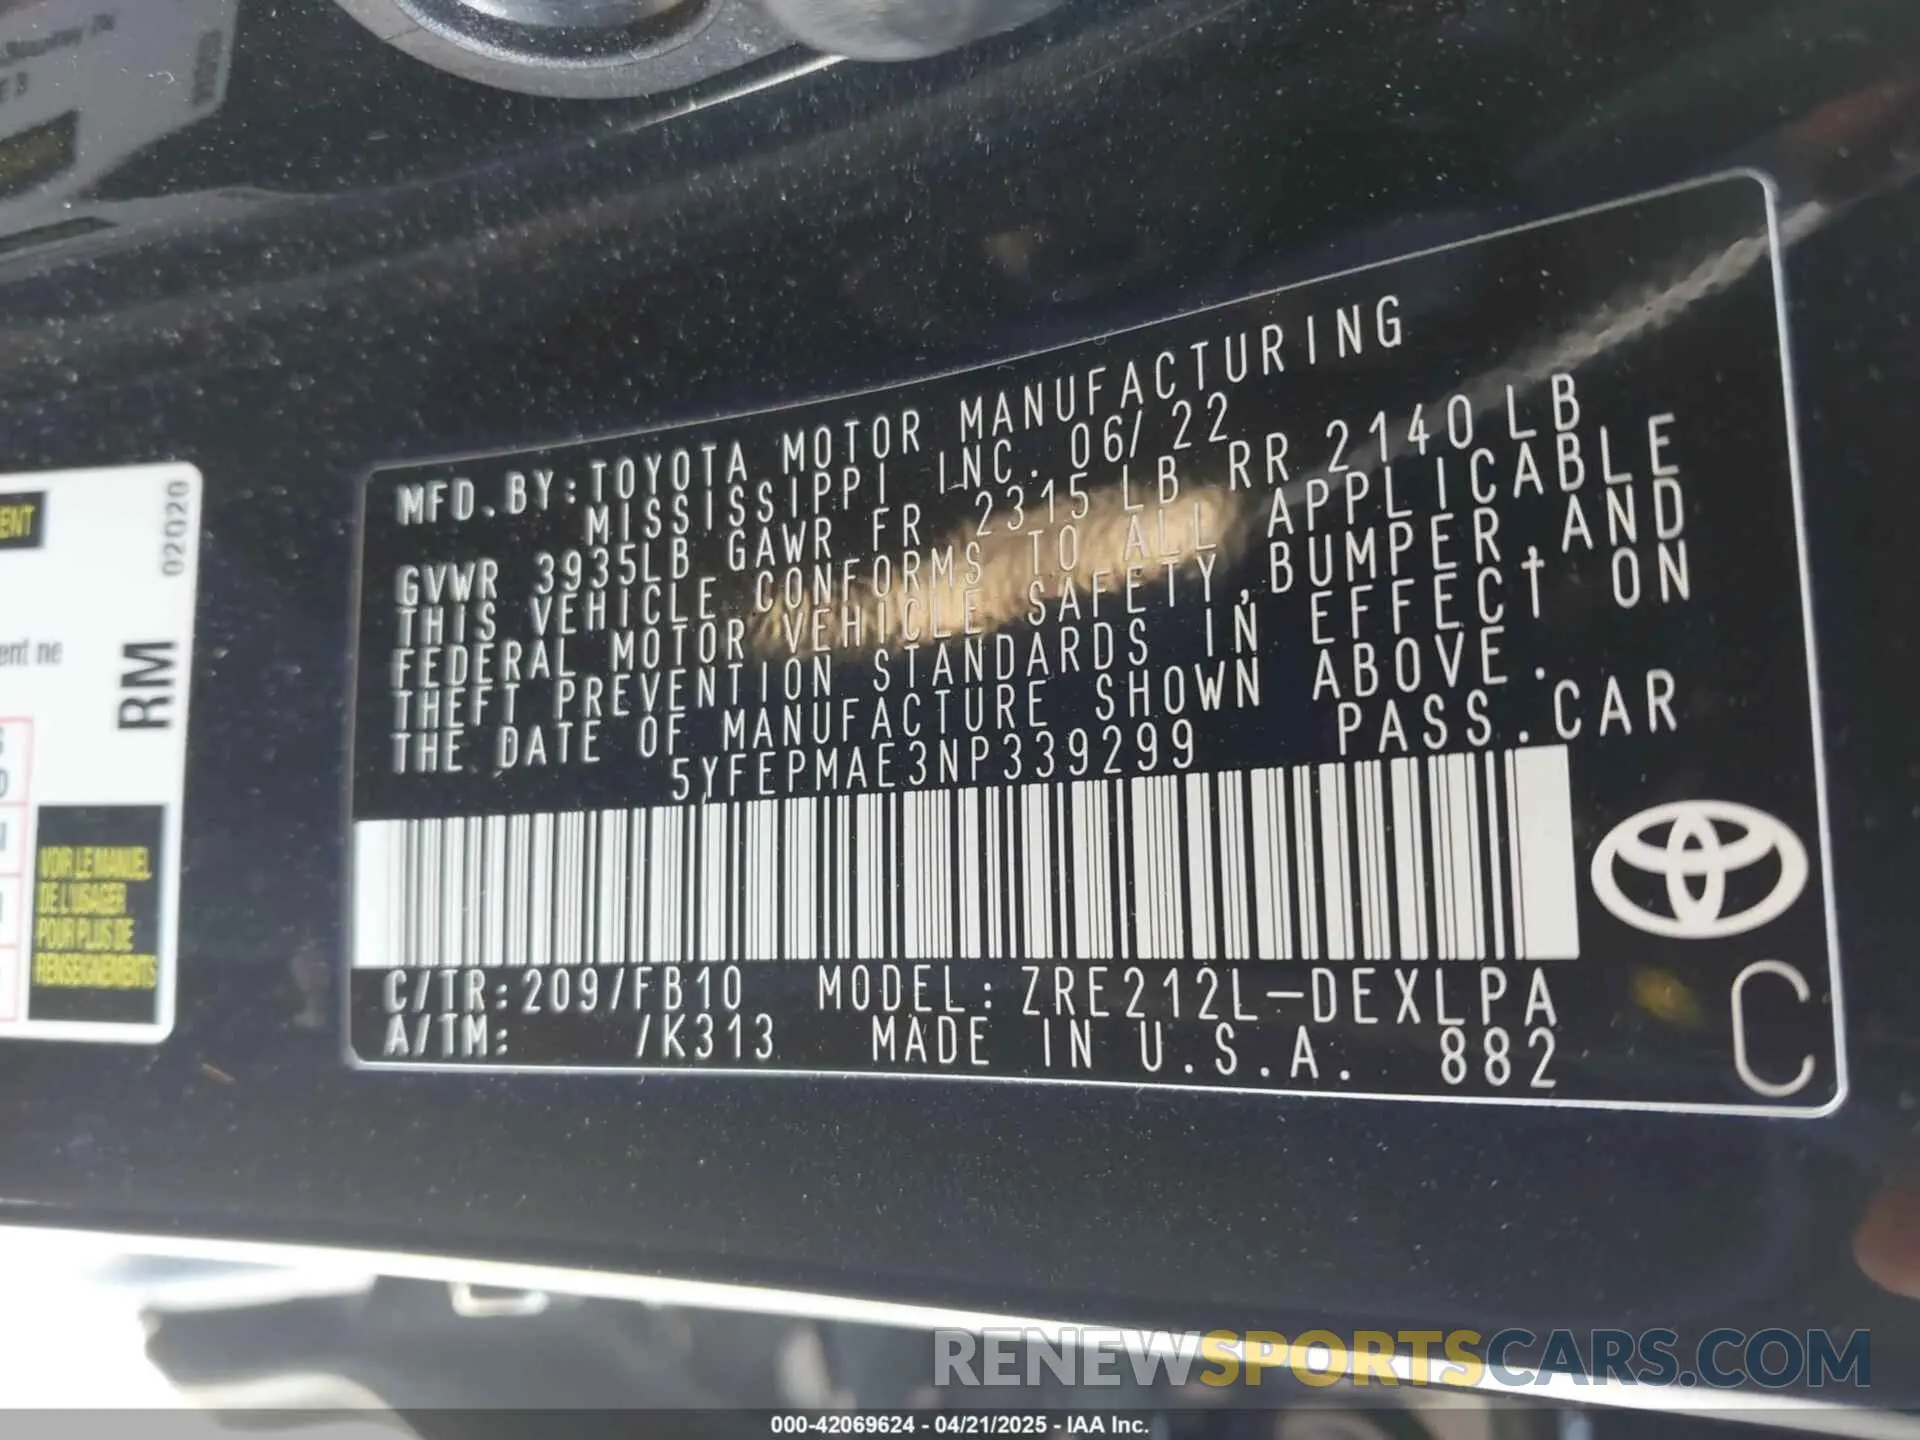 MFD.BY:TOYOTA MOTOR MANUFACTURING
MISSISSIPPI INC. 06/22
GVWR 3935LB GAWR FR 2315LB RR 2140LB
THIS VEHICLE CONFORMS TO ALL APPLICABLE
FEDERAL MOTOR VEHICLE SAFETY,BUMPER,AND
THEFT PREVENTION STANDARDS IN EFFECT ON
THE DATE OF MANUFACTURE SHOWN ABOVE.
5YFEPMAE3NP339299 PASS.CAR
C/TR:209/FB10 MODEL:ZRE212L-DEXLPA
A/TM: /K313 MADE IN U.S.A. 882
C
02020
RM
ent ne
VOIR LE MANUEL
DE L'USAGER
POUR PLUS DE
RENSEIGNEMENTS
RENEWSPORTSCARS.COM
000-42069624 - 04/21/2025 - IAA Inc.